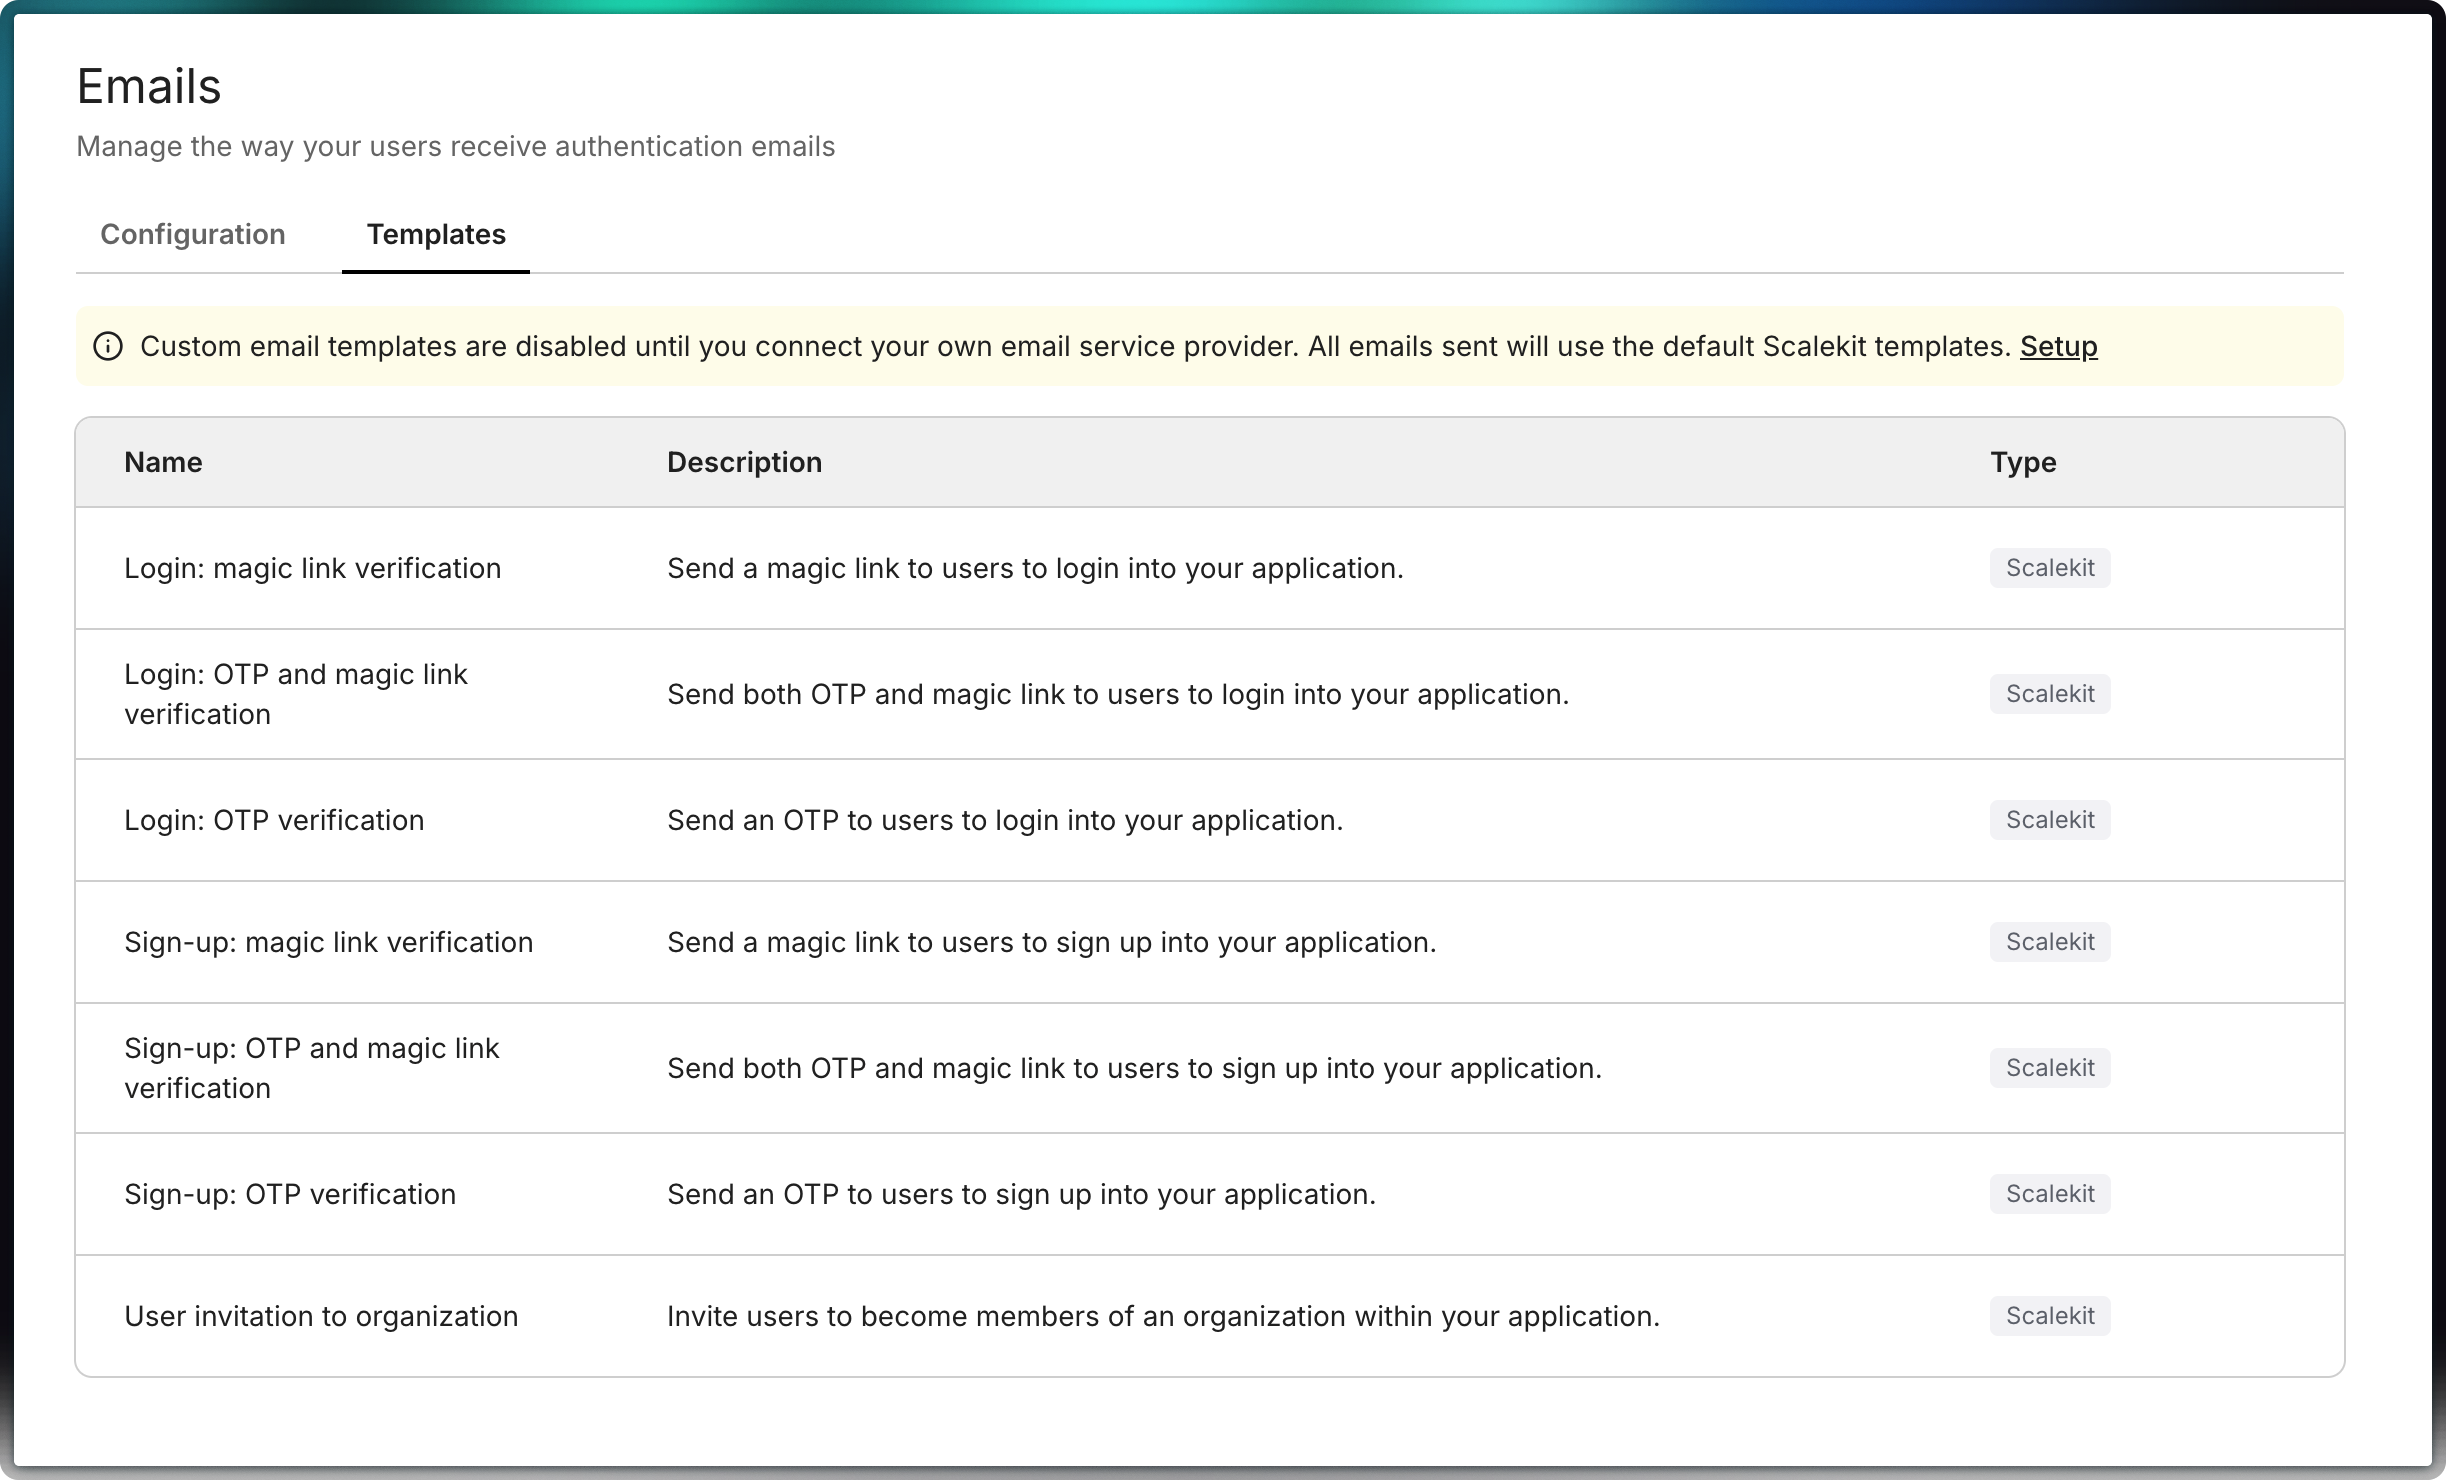 Emails
Manage the way your users receive authentication emails
Configuration Templates
Custom email templates are disabled until you connect your own email service provider. All emails sent will use the default Scalekit templates. Setup
Name Description Type
Login: magic link verification Send a magic link to users to login into your application. Scalekit
Login: OTP and magic link
verification
Send both OTP and magic link to users to login into your application. Scalekit
Login: OTP verification Send an OTP to users to login into your application. Scalekit
Sign-up: magic link verification Send a magic link to users to sign up into your application. Scalekit
Sign-up: OTP and magic link
verification
Send both OTP and magic link to users to sign up into your application. Scalekit
Sign-up: OTP verification Send an OTP to users to sign up into your application. Scalekit
User invitation to organization Invite users to become members of an organization within your application. Scalekit